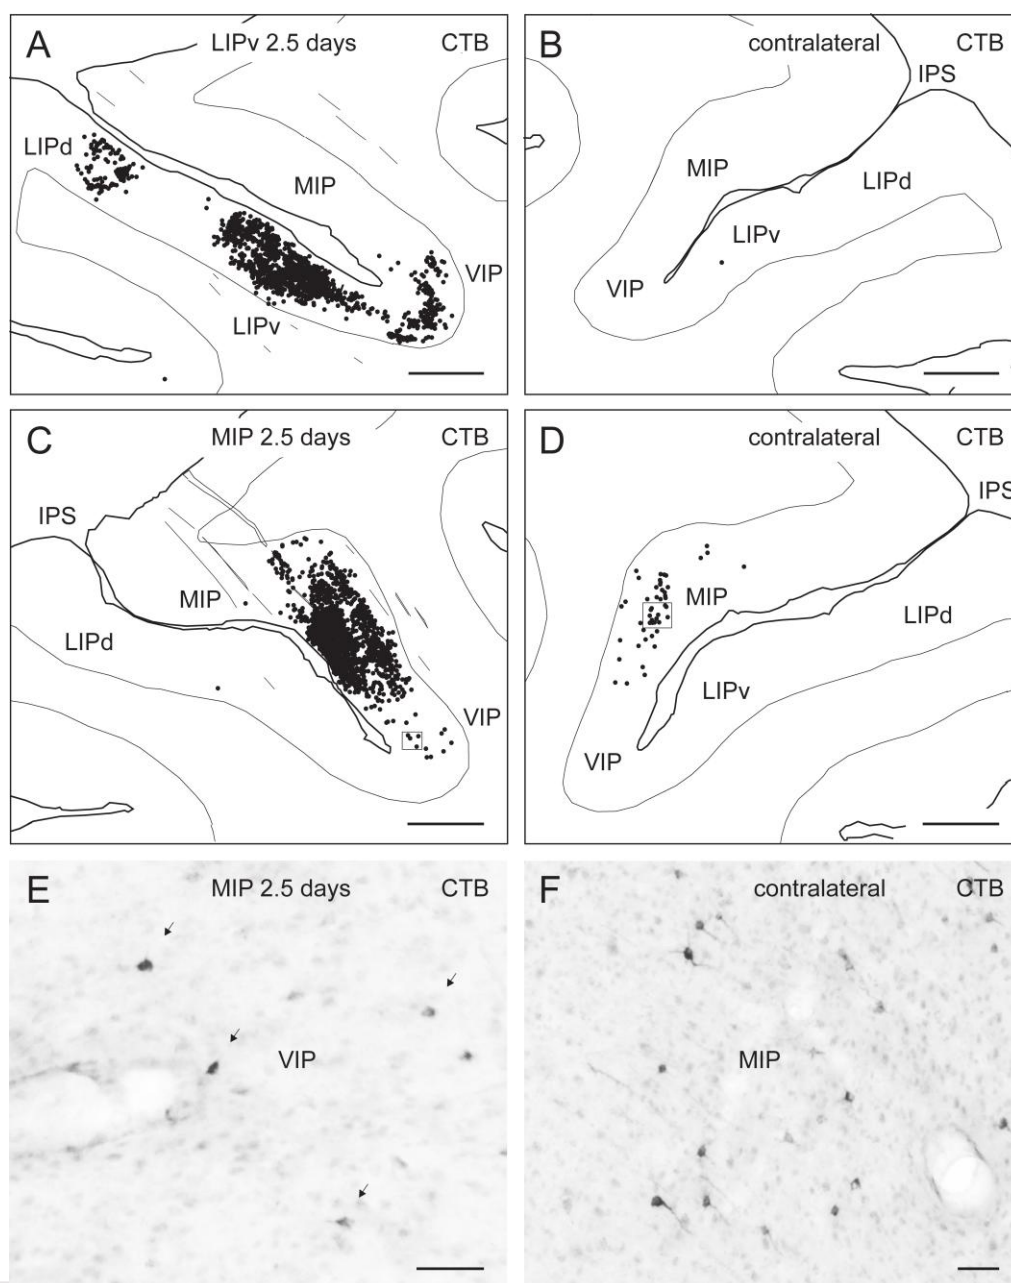 A LIPv 2.5 days CTB
LIPd
MIP
VIP
LIPv
B contralateral CTB
IPS
MIP
LIPd
LIPv
VIP
C MIP 2.5 days CTB
IPS
MIP
LIPd
VIP
D contralateral CTB
IPS
MIP
LIPd
LIPv
VIP
E MIP 2.5 days CTB
VIP
F contralateral CTB
MIP